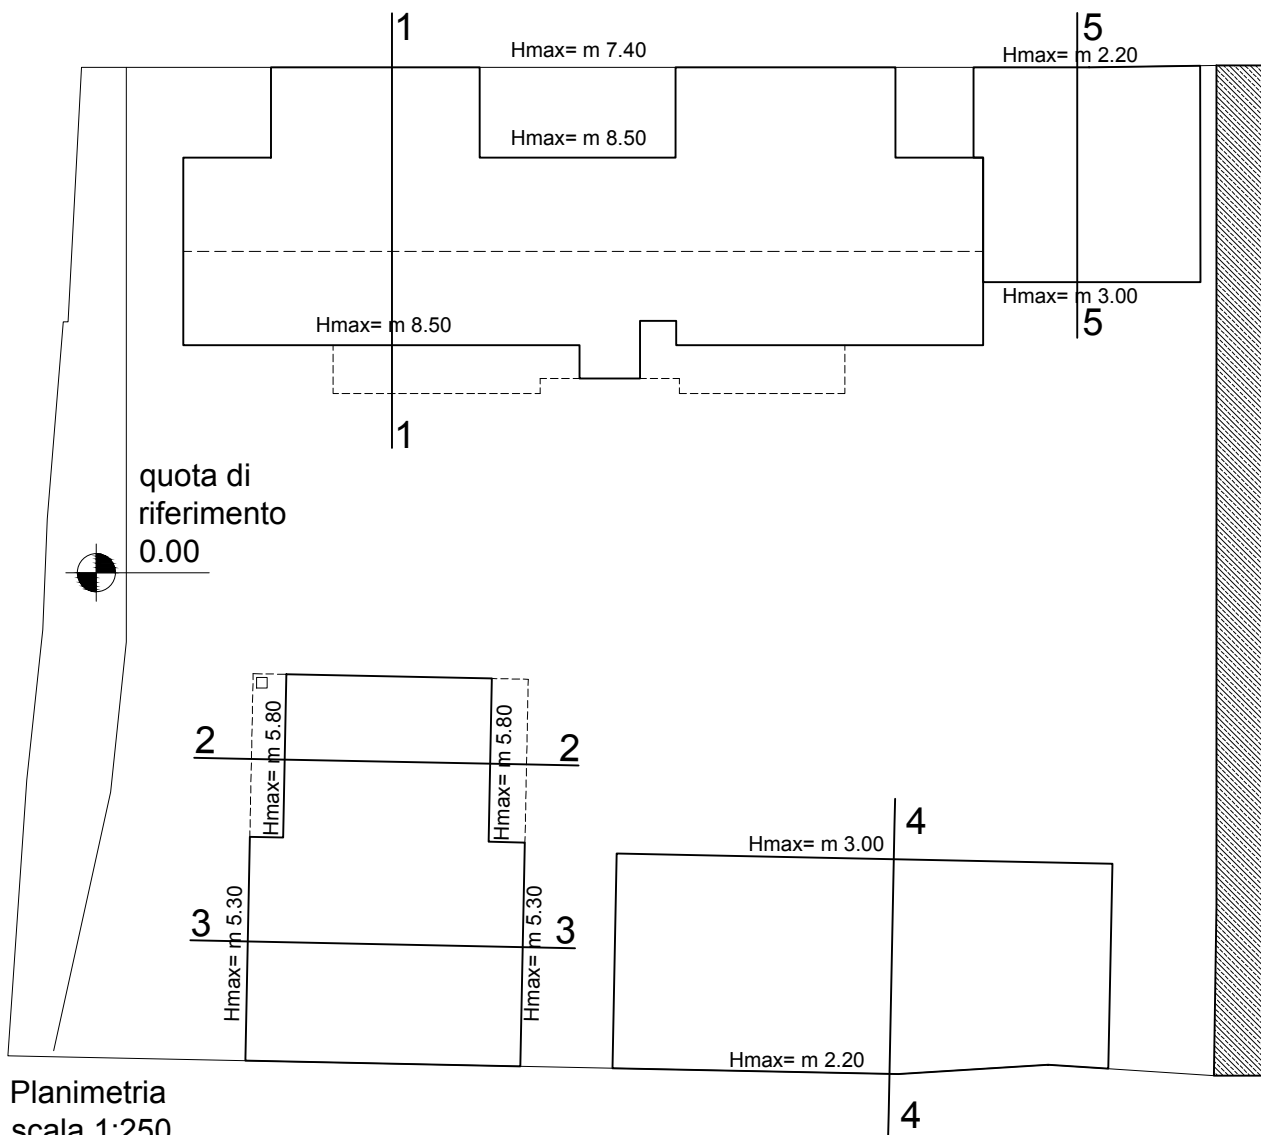 1
5
Hmax= m 7.40
Hmax= m 2.20
Hmax= m 8.50
Hmax= m 3.00
Hmax= m 8.50
5
1
quota di
riferimento
0.00
Hmax= m 5.80
Hmax= m 5.80
2
2
4
Hmax= m 3.00
Hmax= m 5.30
Hmax= m 5.30
3
3
Hmax= m 2.20
Planimetria
scala 1:250
4